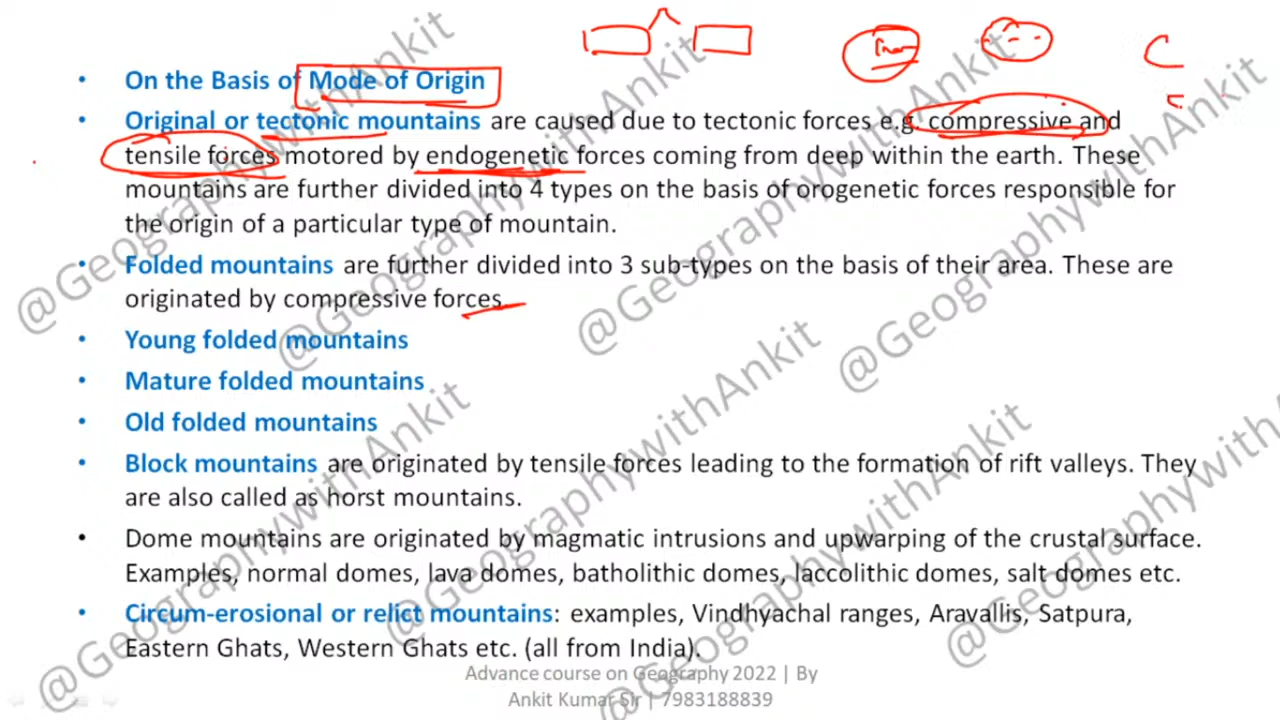 • On the Basis of Mode of Origin
• Original or tectonic mountains are caused due to tectonic forces e.g. compressive and
tensile forces motored by endogenetic forces coming from deep within the earth. These
mountains are further divided into 4 types on the basis of orogenetic forces responsible for
the origin of a particular type of mountain.
• Folded mountains are further divided into 3 sub-types on the basis of their area. These are
originated by compressive forces.
• Young folded mountains
• Mature folded mountains
• Old folded mountains
• Block mountains are originated by tensile forces leading to the formation of rift valleys. They
are also called as horst mountains.
• Dome mountains are originated by magmatic intrusions and upwarping of the crustal surface.
Examples, normal domes, lava domes, batholithic domes, laccolithic domes, salt domes etc.
• Circum-erosional or relict mountains: examples, Vindhyachal ranges, Aravallis, Satpura,
Eastern Ghats, Western Ghats etc. (all from India).
Advance course on Geography 2022 | By
Ankit Kumar Sir | 7983188839
@GeographywithAnkit
@GeographywithAnkit
@GeographywithAnkit
@GeographywithAnkit
@GeographywithAnkit
@GeographywithAnkit
@GeographywithAnkit
@GeographywithAnkit